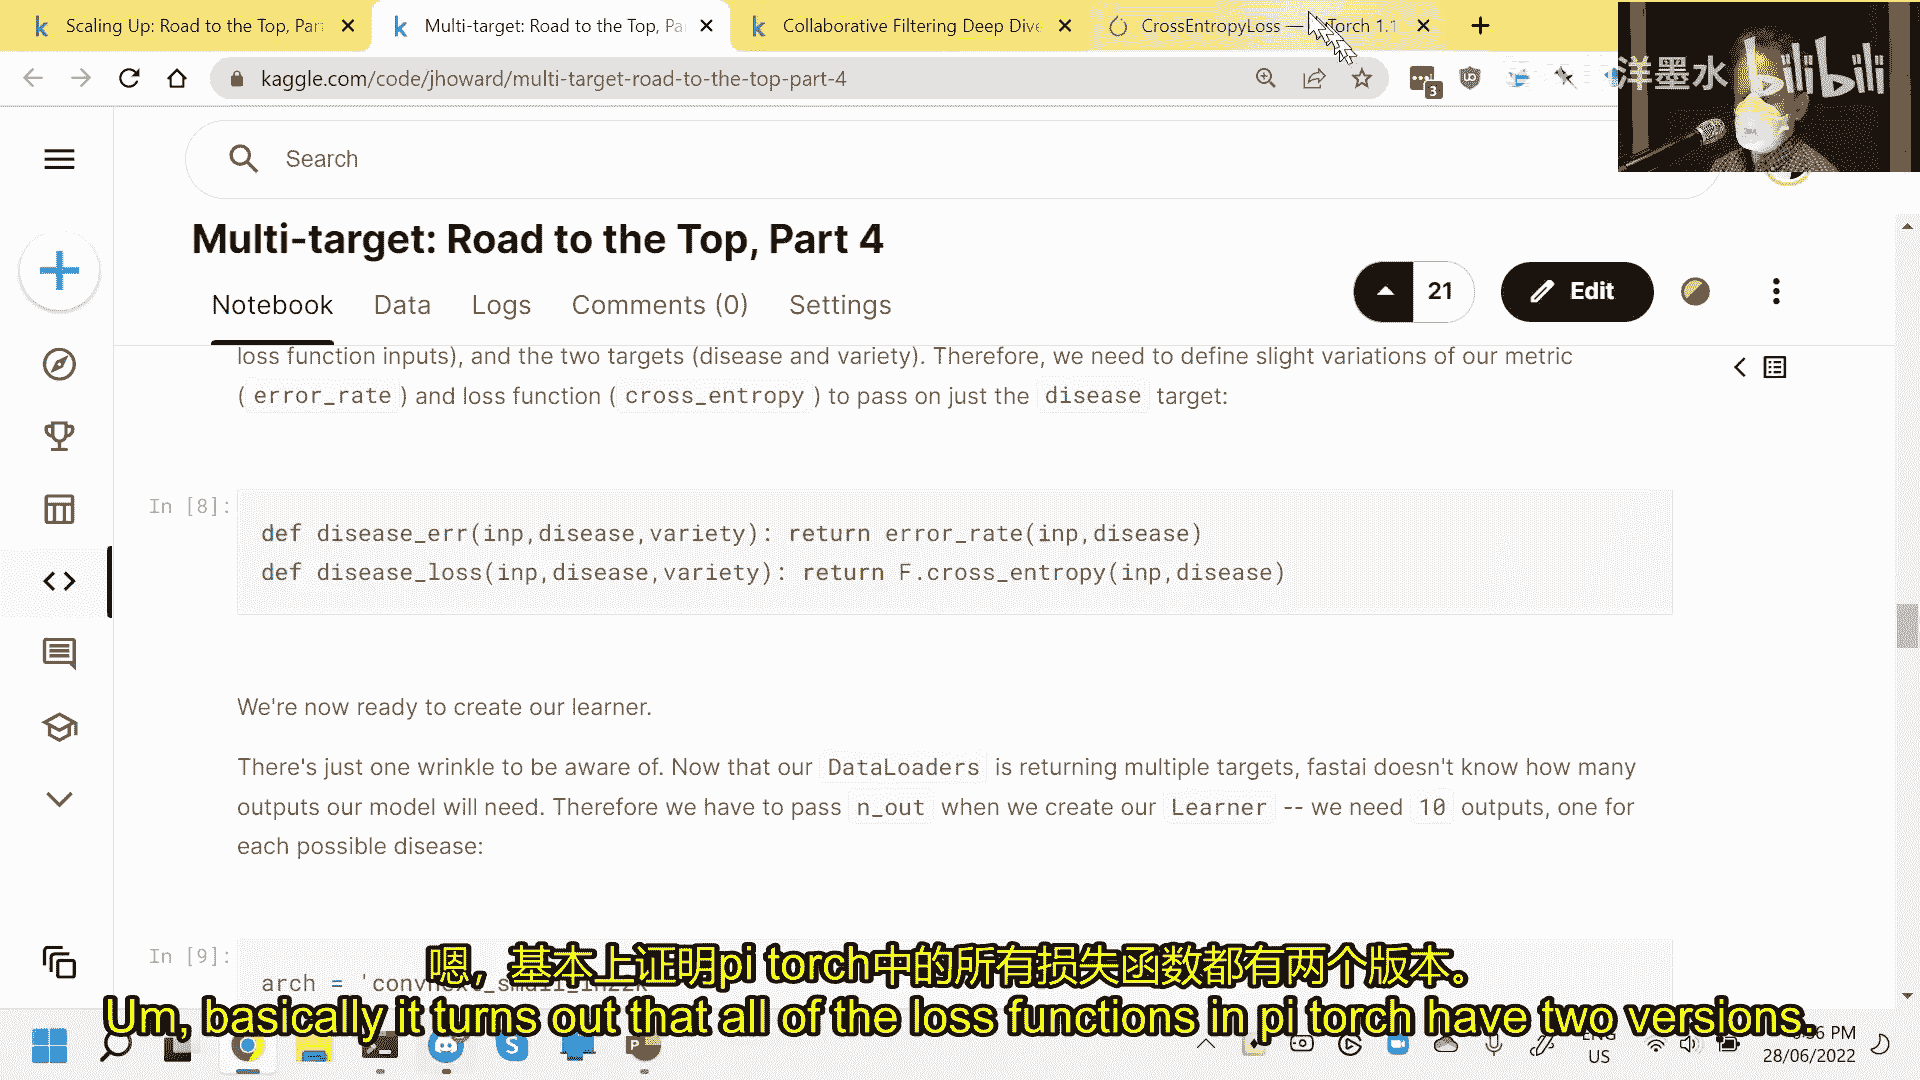 Scaling Up: Road to the Top, Par
Multi-target: Road to the Top, Pa
Collaborative Filtering Deep Dive
CrossEntropyLoss — PyTorch 1.1
kaggle.com/code/jhoward/multi-target-road-to-the-top-part-4
3
洋墨水 bilibili
Search
Multi-target: Road to the Top, Part 4
Notebook Data Logs Comments (0) Settings
21
Edit
loss function inputs), and the two targets (disease and variety). Therefore, we need to define slight variations of our metric
( error_rate ) and loss function ( cross_entropy ) to pass on just the disease target:
In [8]:
def disease_err(inp,disease,variety): return error_rate(inp,disease)
def disease_loss(inp,disease,variety): return F.cross_entropy(inp,disease)
We're now ready to create our learner.
There's just one wrinkle to be aware of. Now that our DataLoaders is returning multiple targets, fastai doesn't know how many
outputs our model will need. Therefore we have to pass n_out when we create our Learner -- we need 10 outputs, one for
each possible disease:
In [9]:
arch = 'convnext_small_in22k'
嗯，基本上证明pi torch中的所有损失函数都有两个版本。
Um, basically it turns out that all of the loss functions in pi torch have two versions.
ENG
US
PM
28/06/2022